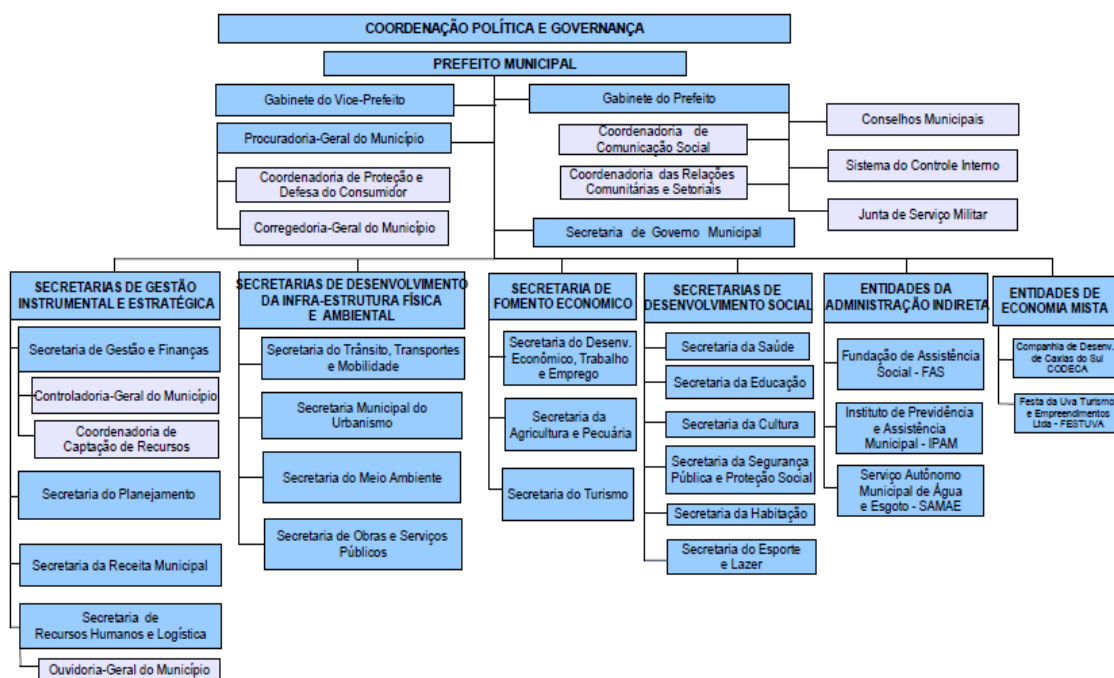 COORDENAÇÃO POLÍTICA E GOVERNANÇA
PREFEITO MUNICIPAL
Gabinete do Vice-Prefeito
Gabinete do Prefeito
Procuradoria-Geral do Município
Coordenadoria de Proteção e
Defesa do Consumidor
Corregedoria-Geral do Município
Coordenadoria de
Comunicação Social
Coordenadoria das Relações
Comunitárias e Setoriais
Conselhos Municipais
Sistema do Controle Interno
Junta de Serviço Militar
Secretaria de Governo Municipal
SECRETARIAS DE GESTÃO
INSTRUMENTAL E ESTRATÉGICA
Secretaria de Gestão e Finanças
Controladoria-Geral do Município
Coordenadoria de
Captação de Recursos
Secretaria do Planejamento
Secretaria da Receita Municipal
Secretaria de
Recursos Humanos e Logística
Ouvidoria-Geral do Município
SECRETARIAS DE DESENVOLVIMENTO
DA INFRA-ESTRUTURA FÍSICA
E AMBIENTAL
Secretaria do Trânsito, Transportes
e Mobilidade
Secretaria Municipal do
Urbanismo
Secretaria do Meio Ambiente
Secretaria de Obras e Serviços
Públicos
SECRETARIA DE
FOMENTO ECONOMICO
Secretaria do Desenv.
Econômico, Trabalho
e Emprego
Secretaria da
Agricultura e Pecuária
Secretaria do Turismo
SECRETARIAS DE
DESENVOLVIMENTO SOCIAL
Secretaria da Saúde
Secretaria da Educação
Secretaria da Cultura
Secretaria da Segurança
Pública e Proteção Social
Secretaria da Habitação
Secretaria do Esporte
e Lazer
ENTIDADES DA
ADMINISTRAÇÃO INDIRETA
Fundação de Assistência
Social - FAS
Instituto de Previdência
e Assistência
Municipal - IPAM
Serviço Autônomo
Municipal de Água
e Esgoto - SAMAE
ENTIDADES DE
ECONOMIA MISTA
Companhia de Desenv.
de Caxias do Sul
CODECA
Festa da Uva Turismo
e Empreendimentos
Ltda - FESTUVA